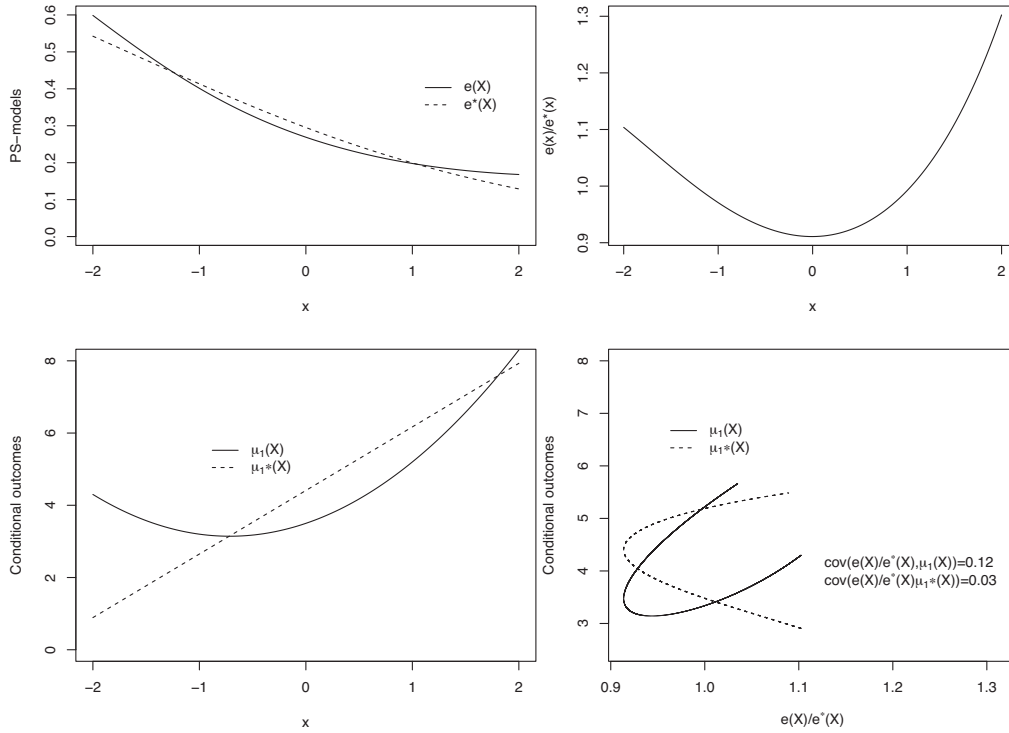 PS−models
0.0 0.1 0.2 0.3 0.4 0.5 0.6
e(X)
e*(X)
−2 −1 0 1 2
x
e(x)/e*(x)
0.9 1.0 1.1 1.2 1.3
−2 −1 0 1 2
x
Conditional outcomes
0 2 4 6 8
μ₁(X)
μ₁*(X)
−2 −1 0 1 2
x
Conditional outcomes
3 4 5 6 7 8
μ₁(X)
μ₁*(X)
cov(e(X)/e*(X),μ₁(X))=0.12
cov(e(X)/e*(X)μ₁*(X))=0.03
0.9 1.0 1.1 1.2 1.3
e(X)/e*(X)